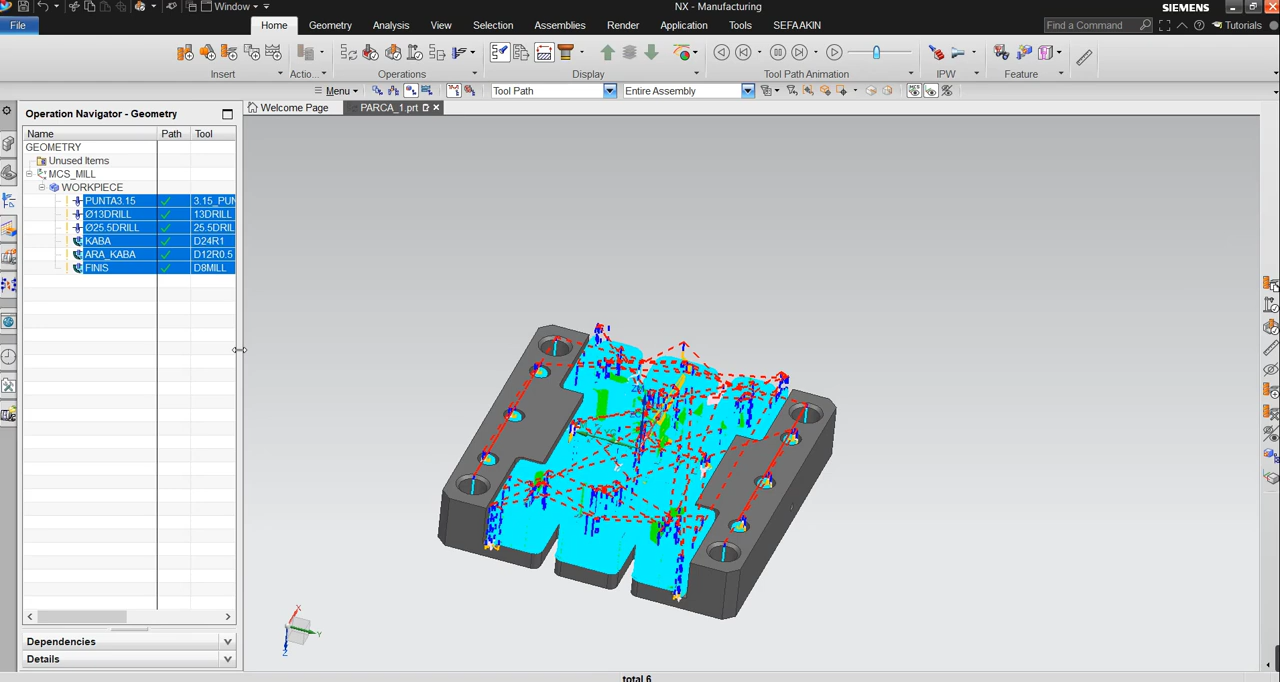 Window
NX - Manufacturing
SIEMENS
File
Home
Geometry
Analysis
View
Selection
Assemblies
Render
Application
Tools
SEFAAKIN
Find a Command
Tutorials
Insert
Actio...
Operations
Display
Tool Path Animation
IPW
Feature
Menu
Tool Path
Entire Assembly
Operation Navigator - Geometry
Welcome Page
PARCA_1.prt
Name Path Tool
GEOMETRY
Unused Items
MCS_MILL
WORKPIECE
PUNTA3.15 3.15_PUN
Ø13DRILL 13DRILL
Ø25.5DRILL 25.5DRIL
KABA D24R1
ARA_KABA D12R0.5
FINIS D8MILL
X
Y
Z
Dependencies
Details
total 6